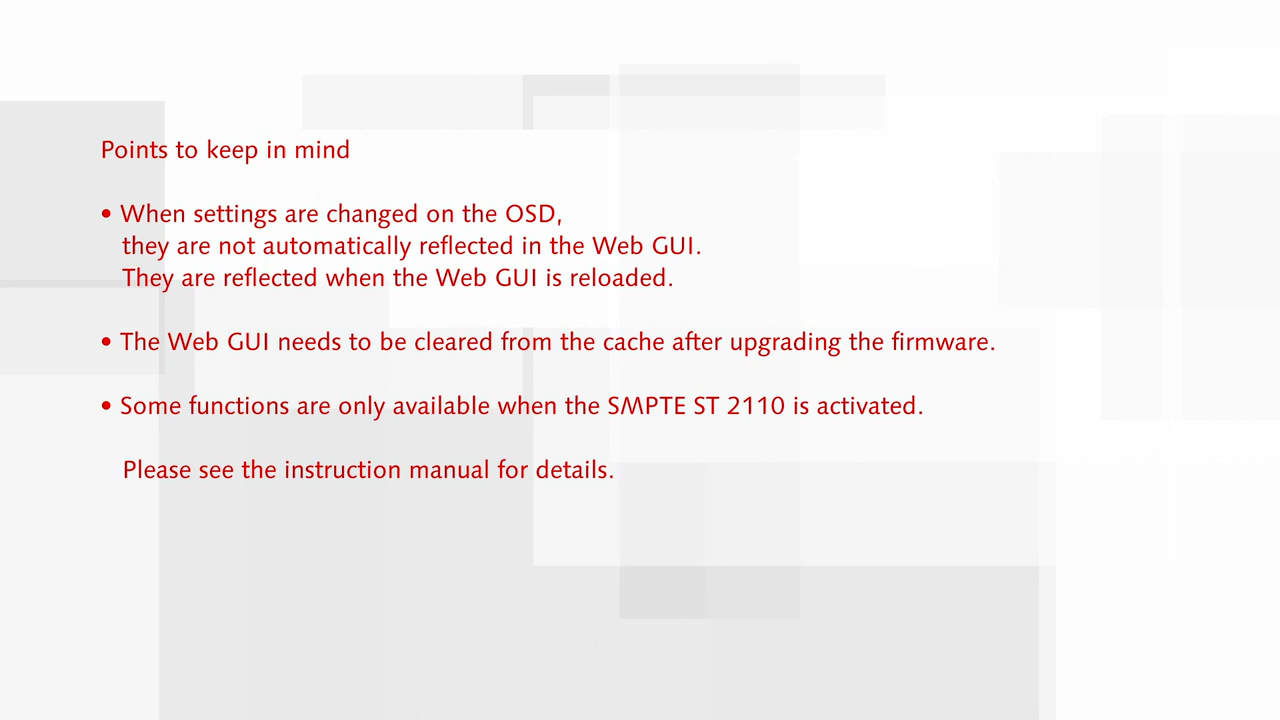 Points to keep in mind
• When settings are changed on the OSD,
they are not automatically reflected in the Web GUI.
They are reflected when the Web GUI is reloaded.
• The Web GUI needs to be cleared from the cache after upgrading the firmware.
• Some functions are only available when the SMPTE ST 2110 is activated.
Please see the instruction manual for details.